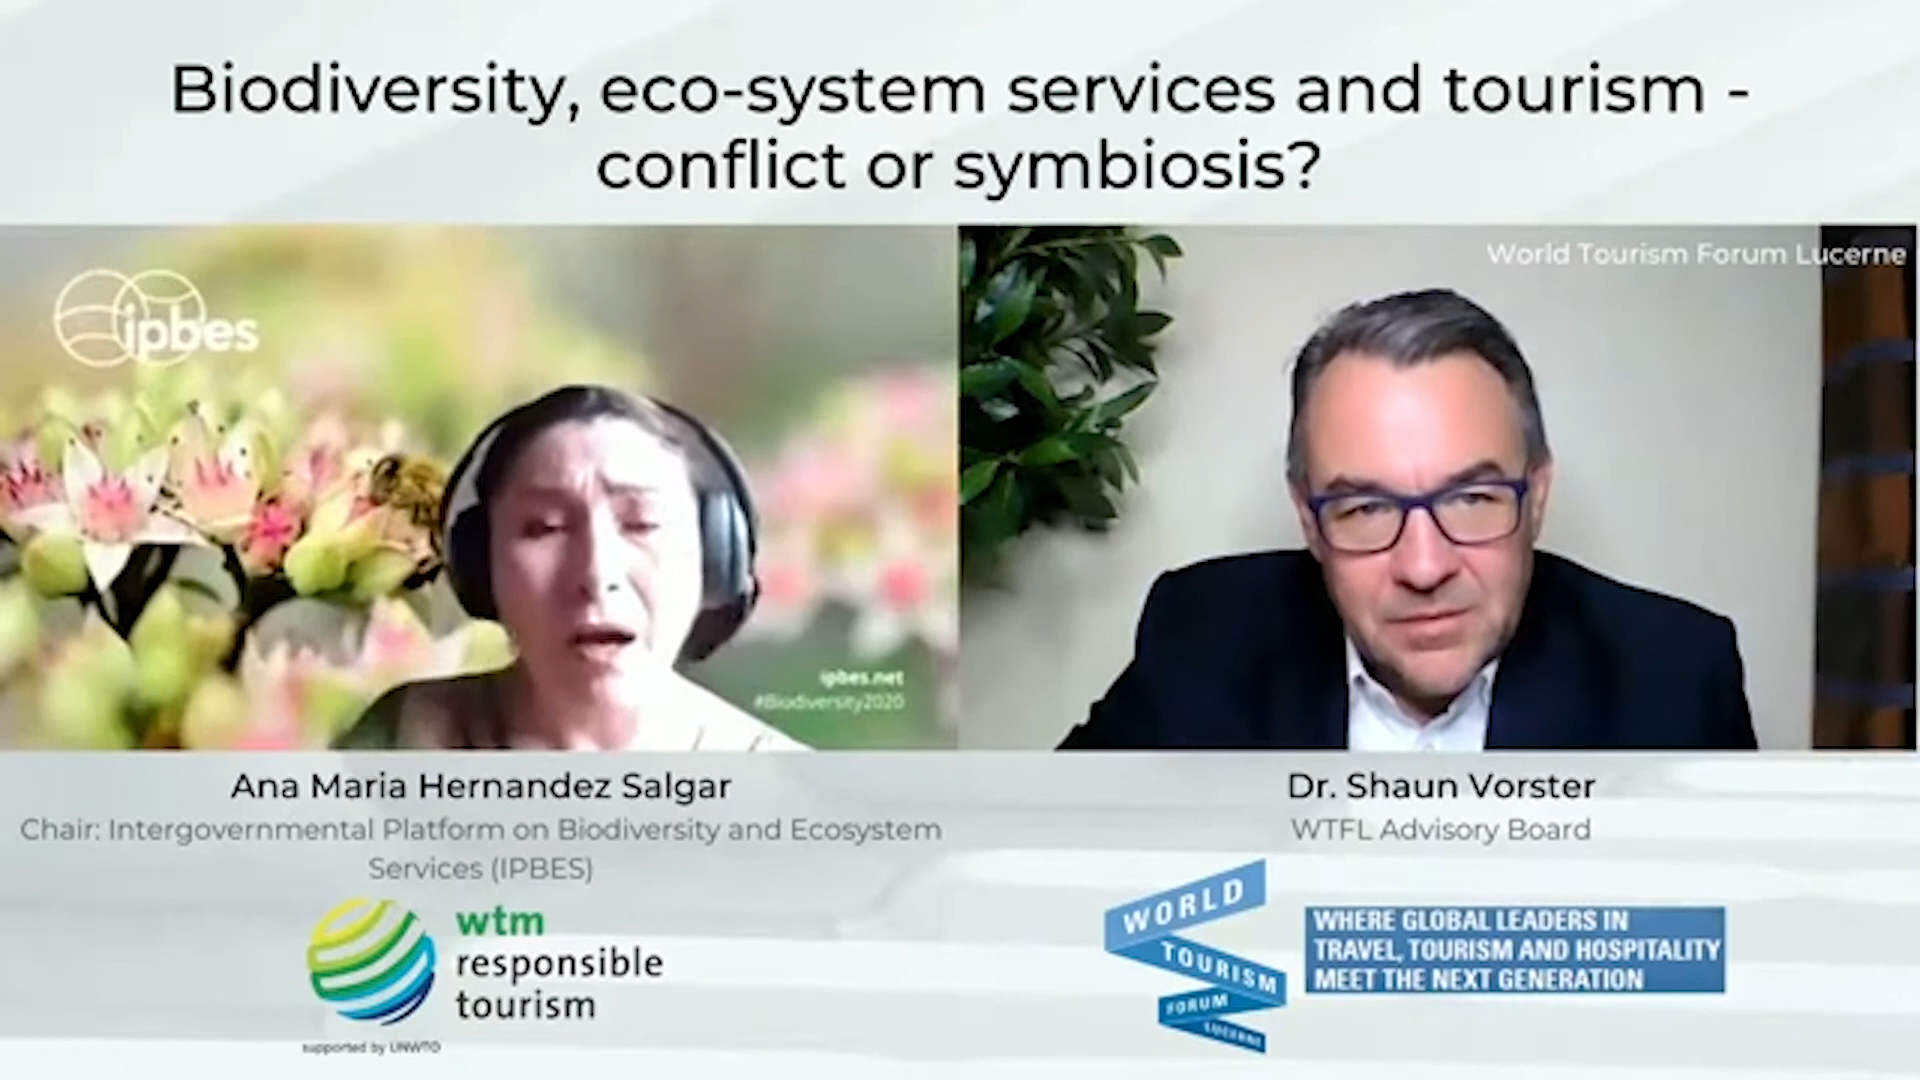 Biodiversity, eco-system services and tourism -
conflict or symbiosis?
ipbes
World Tourism Forum Lucerne
ipbes.net
#Biodiversity2020
Ana Maria Hernandez Salgar
Chair: Intergovernmental Platform on Biodiversity and Ecosystem
Services (IPBES)
Dr. Shaun Vorster
WTFL Advisory Board
wtm
responsible
tourism
supported by UNWTO
WORLD
TOURISM
FORUM
LUCERNE
WHERE GLOBAL LEADERS IN
TRAVEL, TOURISM AND HOSPITALITY
MEET THE NEXT GENERATION